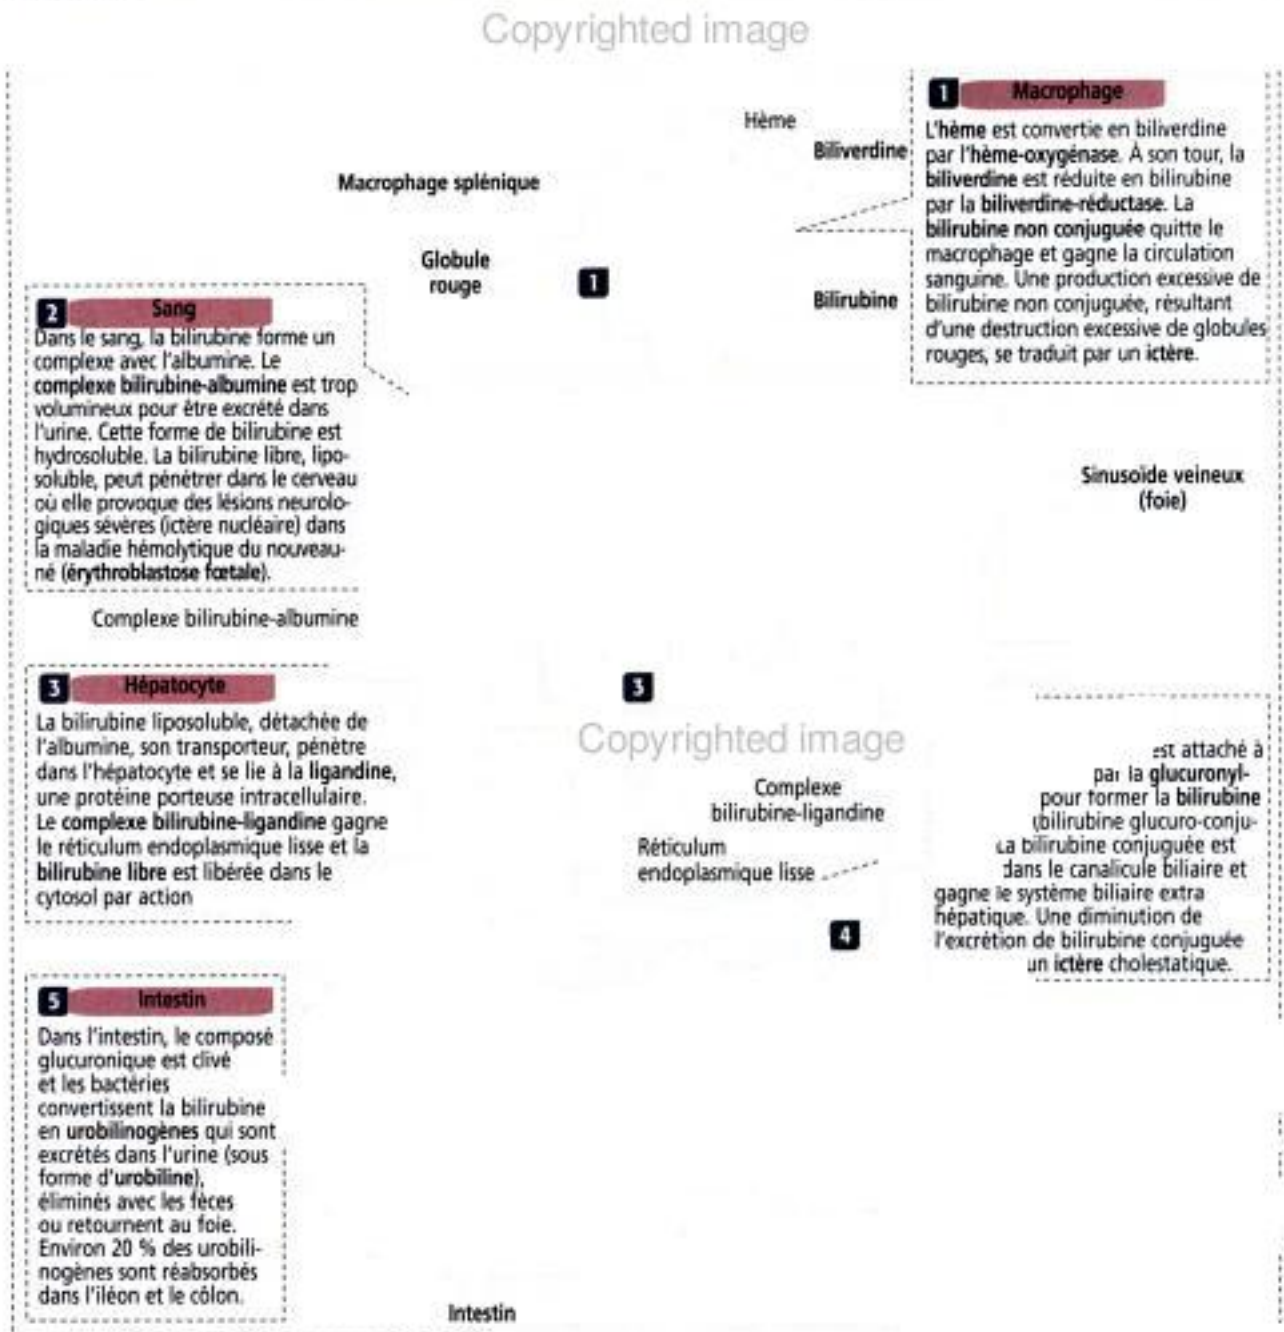 Copyrighted image
Hème
Biliverdine
Macrophage splénique
Globule
rouge
1
Bilirubine
1 Macrophage
L'hème est convertie en biliverdine
par l'hème-oxygénase. À son tour, la
biliverdine est réduite en bilirubine
par la biliverdine-réductase. La
bilirubine non conjuguée quitte le
macrophage et gagne la circulation
sanguine. Une production excessive de
bilirubine non conjuguée, résultant
d'une destruction excessive de globules
rouges, se traduit par un ictère.
2 Sang
Dans le sang, la bilirubine forme un
complexe avec l'albumine. Le
complexe bilirubine-albumine est trop
volumineux pour être excrété dans
l'urine. Cette forme de bilirubine est
hydrosoluble. La bilirubine libre, lipo-
soluble, peut pénétrer dans le cerveau
où elle provoque des lésions neurolo-
giques sévères (ictère nucléaire) dans
la maladie hémolytique du nouveau-
né (érythroblastose fœtale).
Sinusoïde veineux
(foie)
Complexe bilirubine-albumine
3 Hépatocyte
La bilirubine liposoluble, détachée de
l'albumine, son transporteur, pénètre
dans l'hépatocyte et se lie à la ligandine,
une protéine porteuse intracellulaire.
Le complexe bilirubine-ligandine gagne
le réticulum endoplasmique lisse et la
bilirubine libre est libérée dans le
cytosol par action
3
Copyrighted image
Complexe
bilirubine-ligandine
Réticulum
endoplasmique lisse
4
est attaché à
par la glucuronyl-
pour former la bilirubine
(bilirubine glucuro-conju-
La bilirubine conjuguée est
dans le canalicule biliaire et
gagne le système biliaire extra
hépatique. Une diminution de
l'excrétion de bilirubine conjuguée
un ictère cholestatique.
5 Intestin
Dans l'intestin, le composé
glucuronique est clivé
et les bactéries
convertissent la bilirubine
en urobilinogènes qui sont
excrétés dans l'urine (sous
forme d'urobiline),
éliminés avec les fèces
ou retournent au foie.
Environ 20 % des urobili-
nogènes sont réabsorbés
dans l'iléon et le côlon.
Intestin